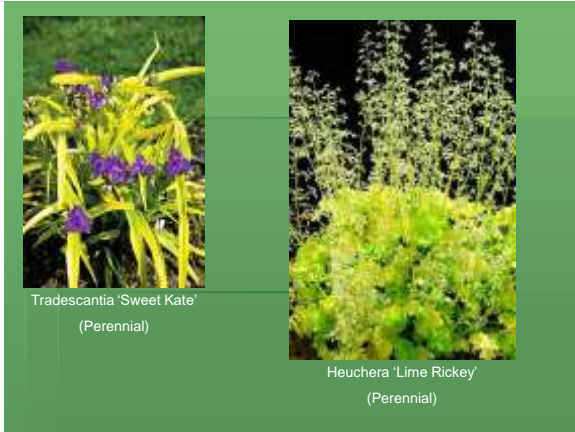 Tradescantia ‘Sweet Kate’
(Perennial)
Heuchera ‘Lime Rickey’
(Perennial)